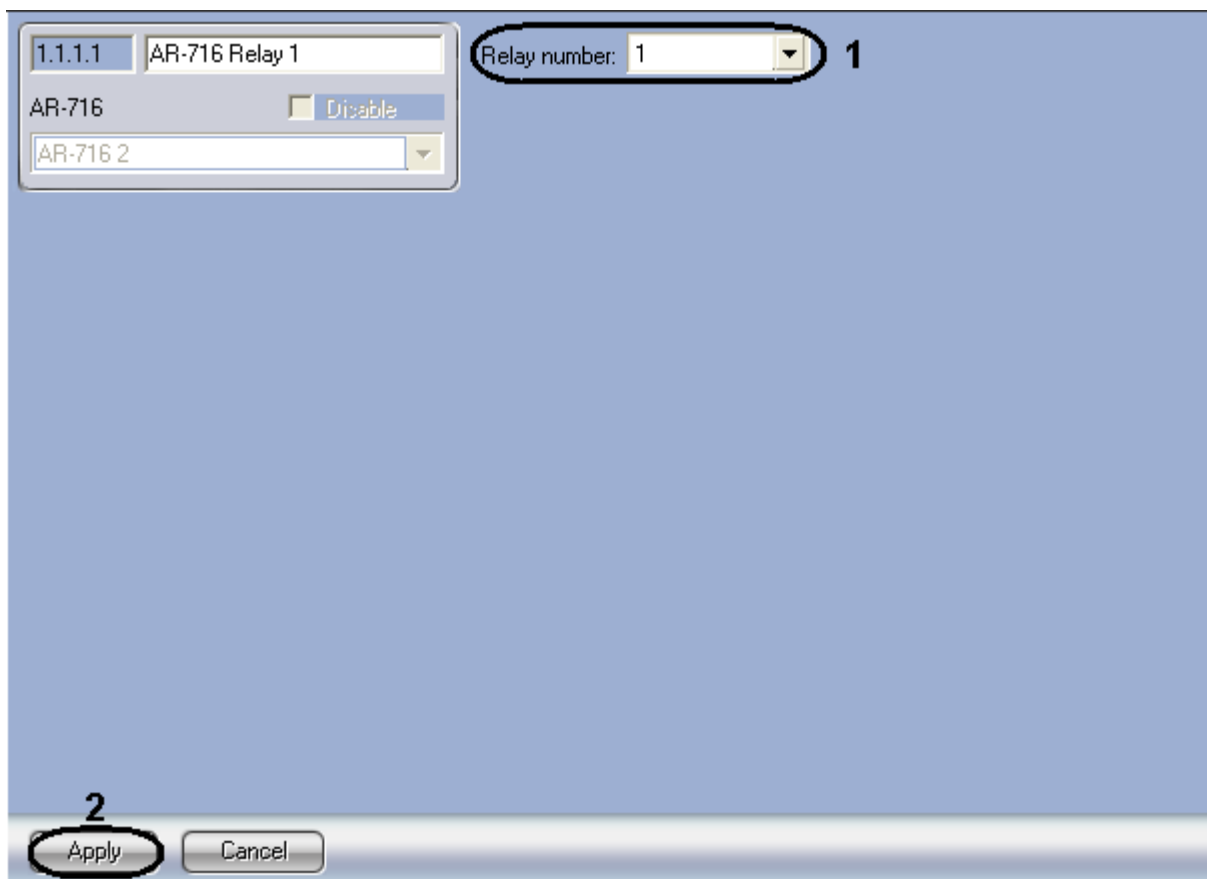 1.1.1.1 AR-716 Relay 1 Relay number: 1 1
AR-716 Disable
AR-716 2
2
Apply Cancel